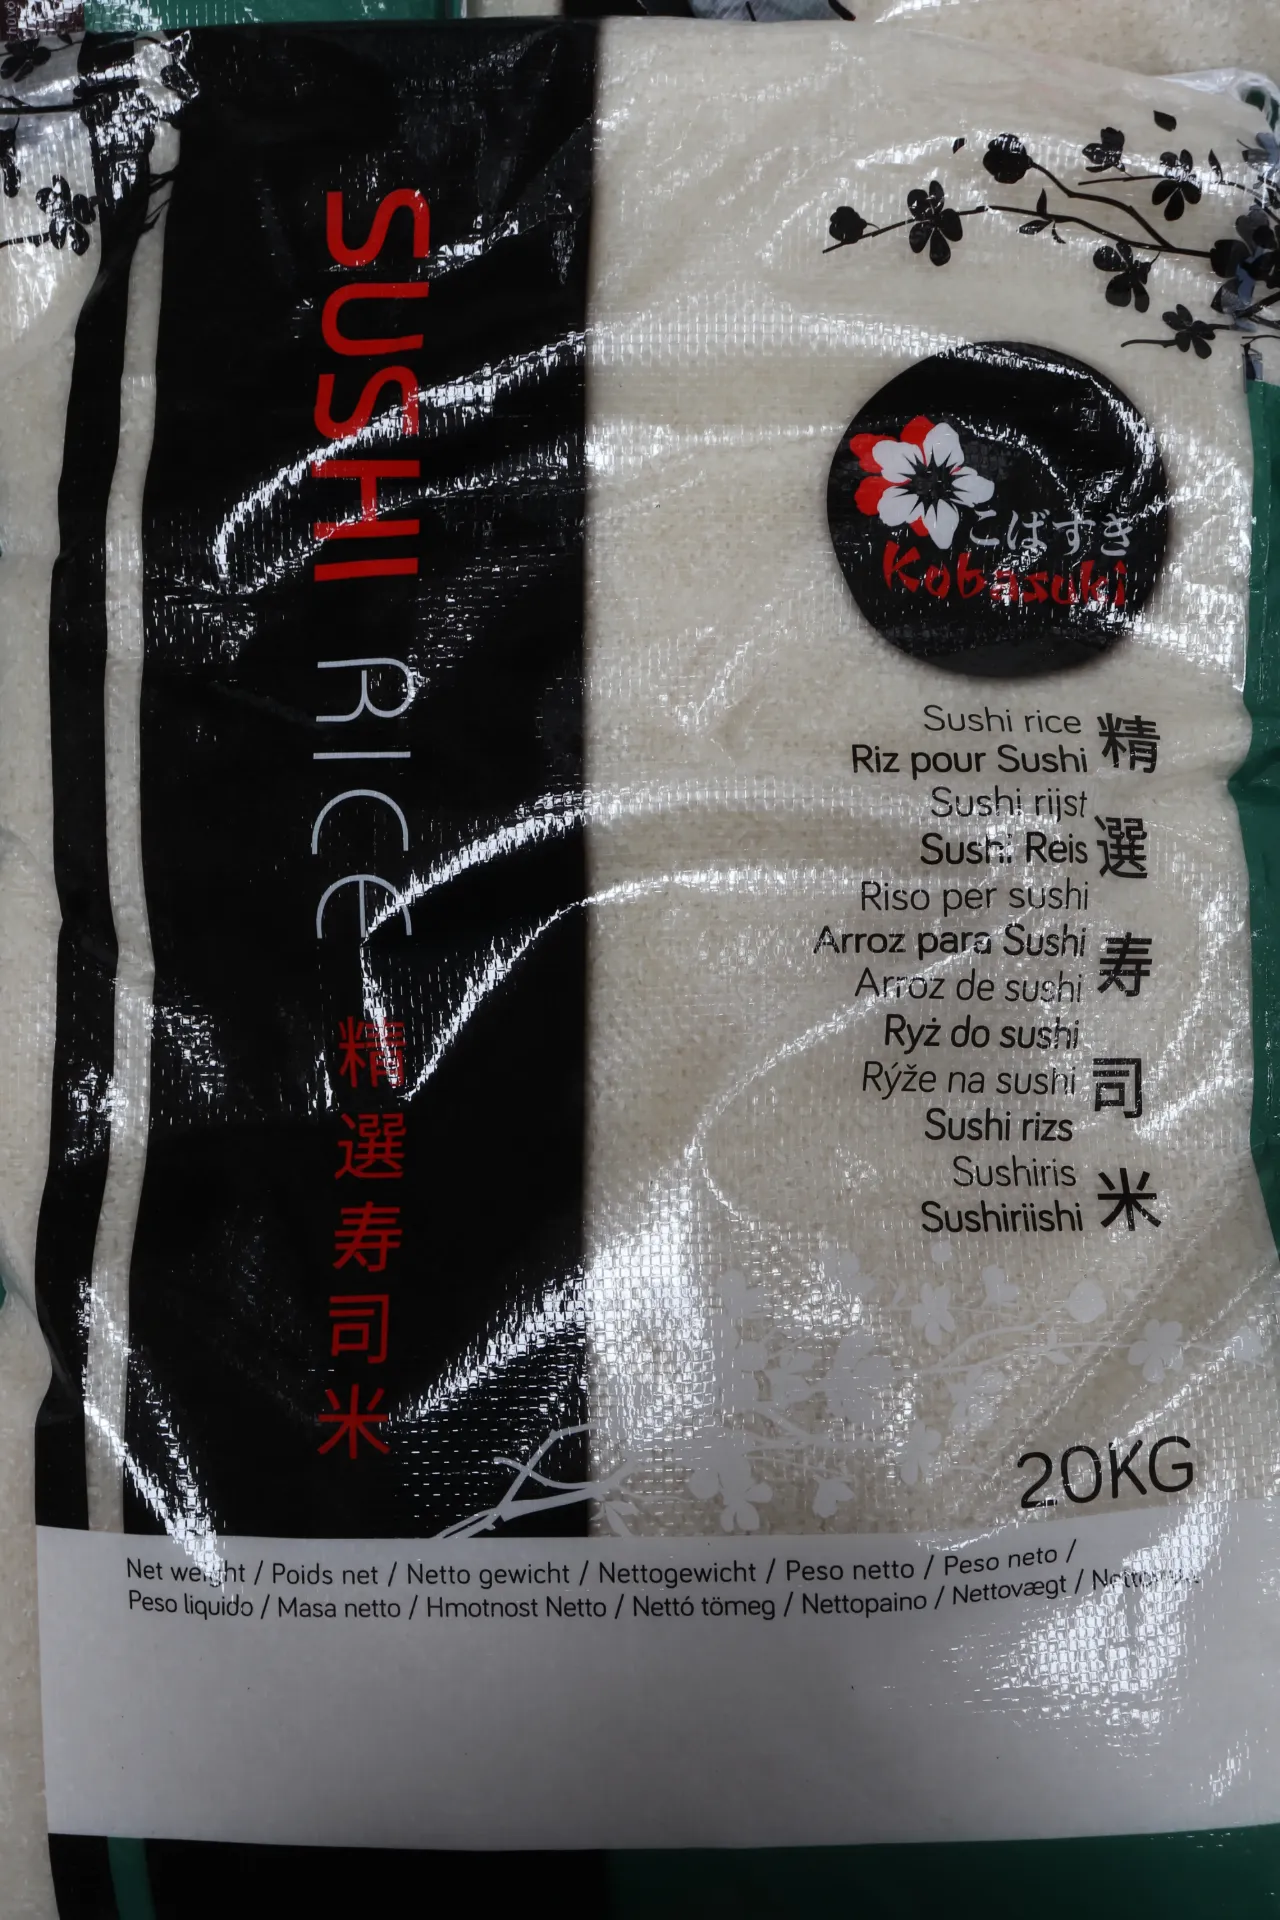 SUSHI RICE 精選寿司米
こばすき
Kobasuki
Sushi rice
Riz pour Sushi
Sushi rijst
Sushi Reis
Riso per sushi
Arroz para Sushi
Arroz de sushi
Ryż do sushi
Rýže na sushi
Sushi rizs
Sushiris
Sushiriishi
精選寿司米
20KG
Net weight / Poids net / Netto gewicht / Nettogewicht / Peso netto / Peso neto /
Peso liquido / Masa netto / Hmotnost Netto / Nettó tömeg / Nettopaino / Nettovægt /